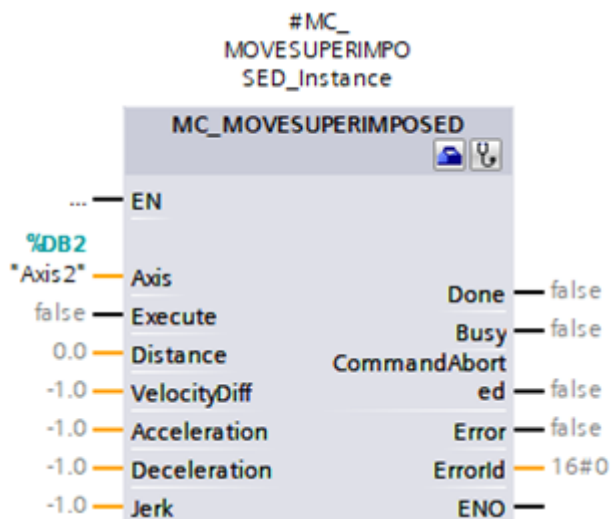 #MC_
MOVESUPERIMPO
SED_Instance
MC_MOVESUPERIMPOSED
... EN
%DB2
"Axis2" Axis
Done false
false Execute
Busy false
0.0 Distance
CommandAbort
-1.0 VelocityDiff
ed false
-1.0 Acceleration
Error false
-1.0 Deceleration
ErrorId 16#0
-1.0 Jerk
ENO